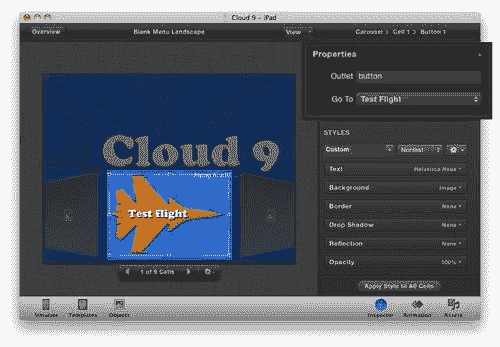 Cloud 9 – iPad
Overview
Blank Menu Landscape
View
Carousel > Cell 1 > Button 1
Properties
Outlet button
Go To Test Flight
STYLES
Custom
Normal
Text Helvetica Neue
Background Image
Border None
Drop Shadow None
Reflection None
Opacity 100%
Apply Style to All Cells
Cloud 9
Test flight
1 of 5 Cells
Simulate
Templates
Objects
Inspector
Animation
Assets